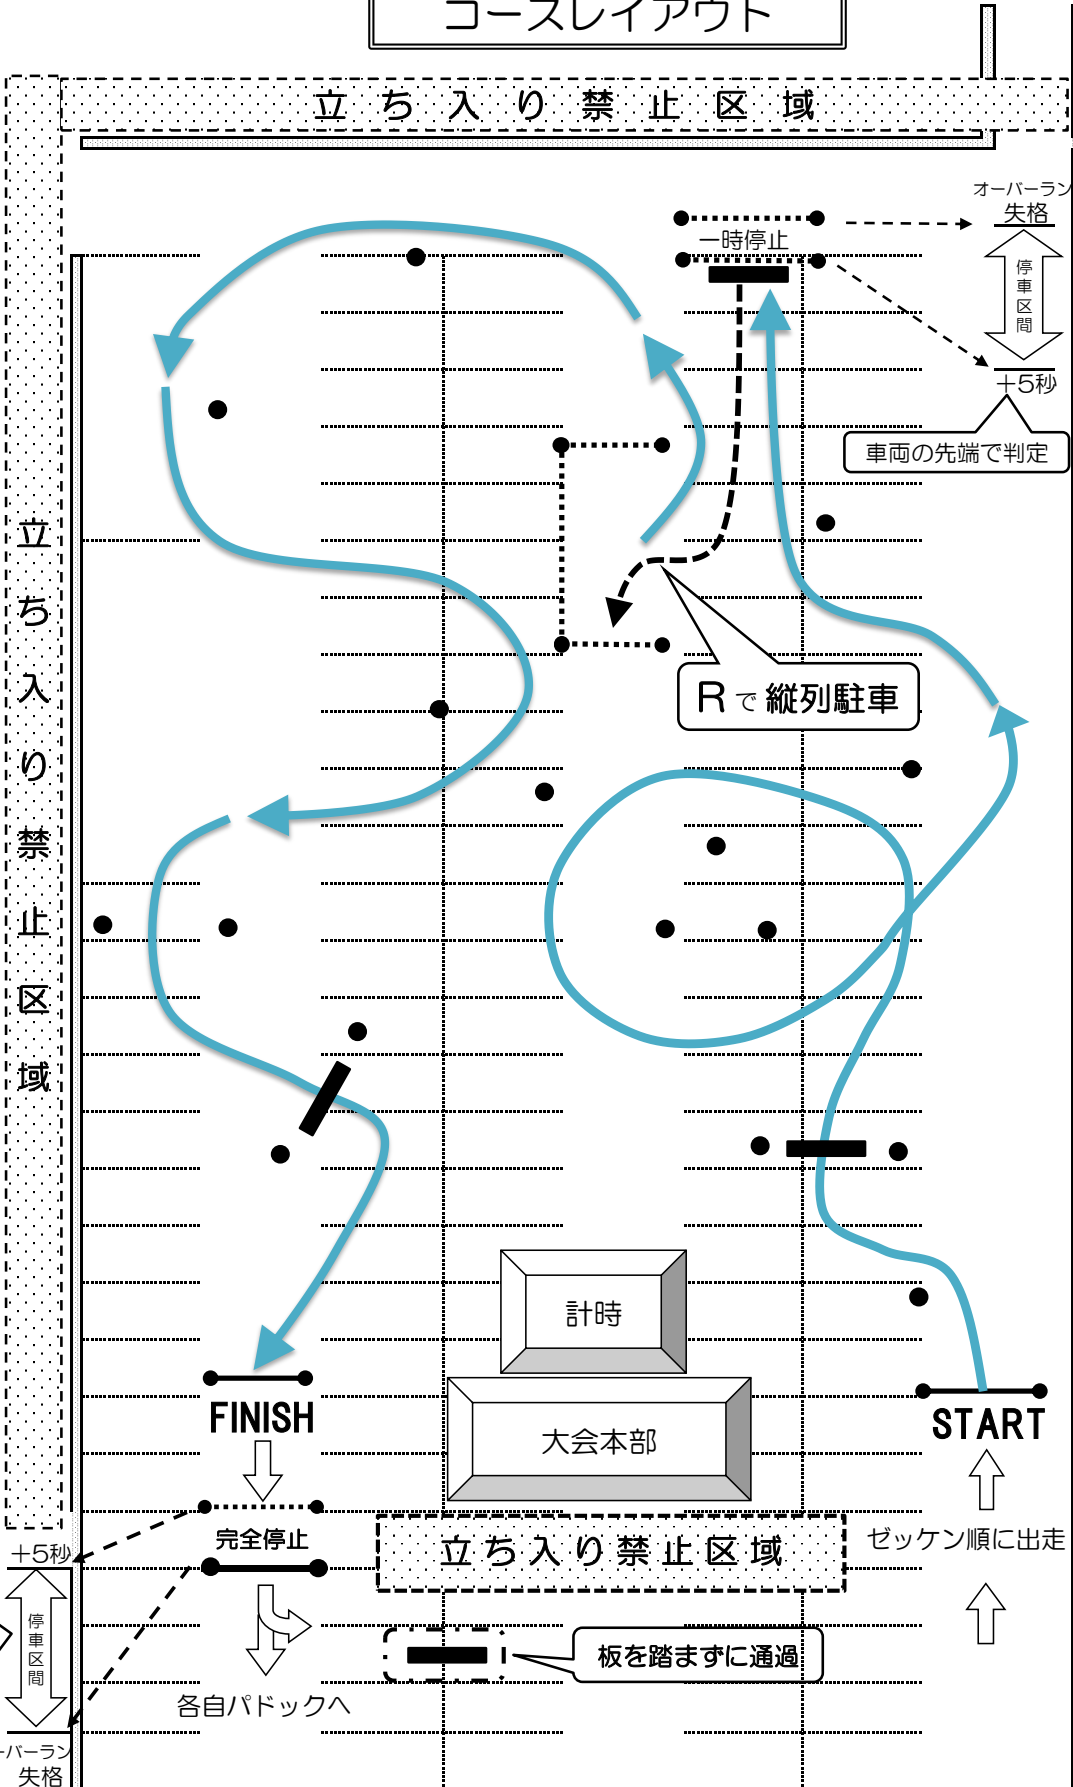 コースレイアウト
立ち入り禁止区域
オーバーラン
失格
一時停止
停車区間
+5秒
車両の先端で判定
立ち入り禁止区域
Rで縦列駐車
計時
FINISH
大会本部
START
完全停止
立ち入り禁止区域
ゼッケン順に出走
+5秒
停車区間
板を踏まずに通過
各自パドックへ
ーバーラン
失格